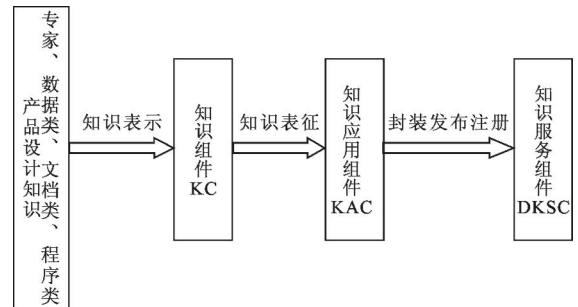 专家、数据类、文档类、程序类
产品设计知识
知识表示
知识组件KC
知识表征
知识应用组件KAC
封装发布注册
知识服务组件DKSC